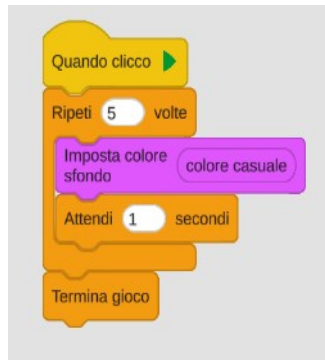 Quando clicco
Ripeti 5 volte
Imposta colore
sfondo colore casuale
Attendi 1 secondi
Termina gioco